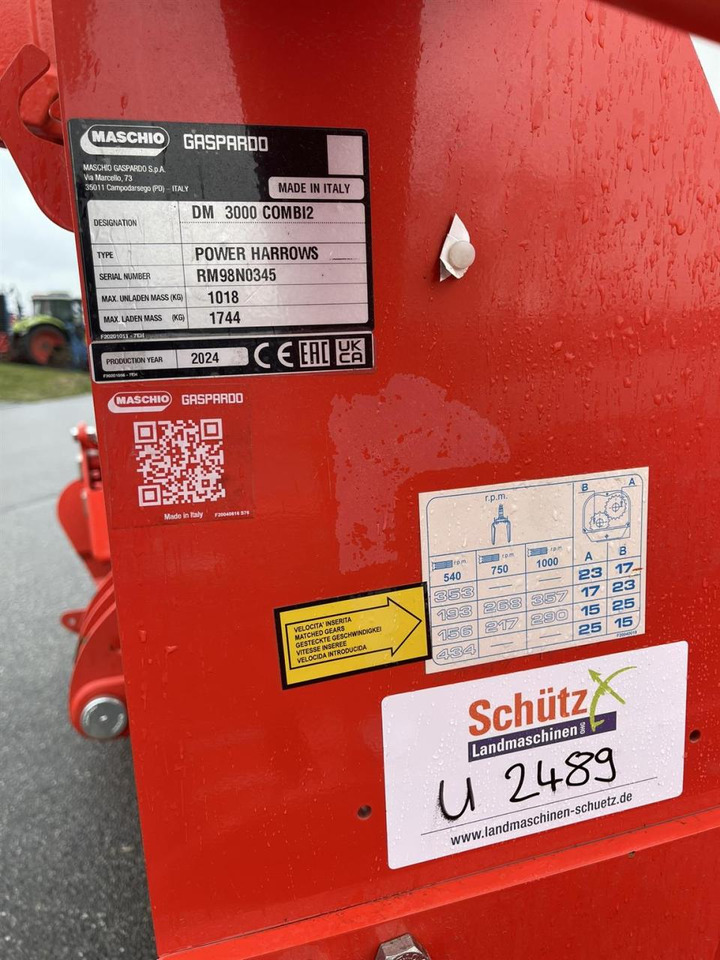 MASCHIO GASPARDO
MASCHIO GASPARDO S.p.A.
Via Marcello, 73
35011 Campodarsego (PD) - ITALY
MADE IN ITALY
DESIGNATION DM 3000 COMBI2
TYPE POWER HARROWS
SERIAL NUMBER RM98N0345
MAX. UNLADEN MASS (KG) 1018
MAX. LADEN MASS (KG) 1744
PRODUCTION YEAR 2024 CE EAC UK CA
MASCHIO GASPARDO
Made in Italy
r.p.m. B A
r.p.m. r.p.m. r.p.m.
540 750 1000 A B
353 --- --- 23 17
193 268 357 17 23
156 217 290 15 25
434 --- --- 25 15
VELOCITA' INSERITA
MATCHED GEARS
GESTECKTE GESCHWINDIGKEI
VITESSE INSEREE
VELOCIDA INTRODUCIDA
Schütz
Landmaschinen OHG
U 2489
www.landmaschinen-schuetz.de